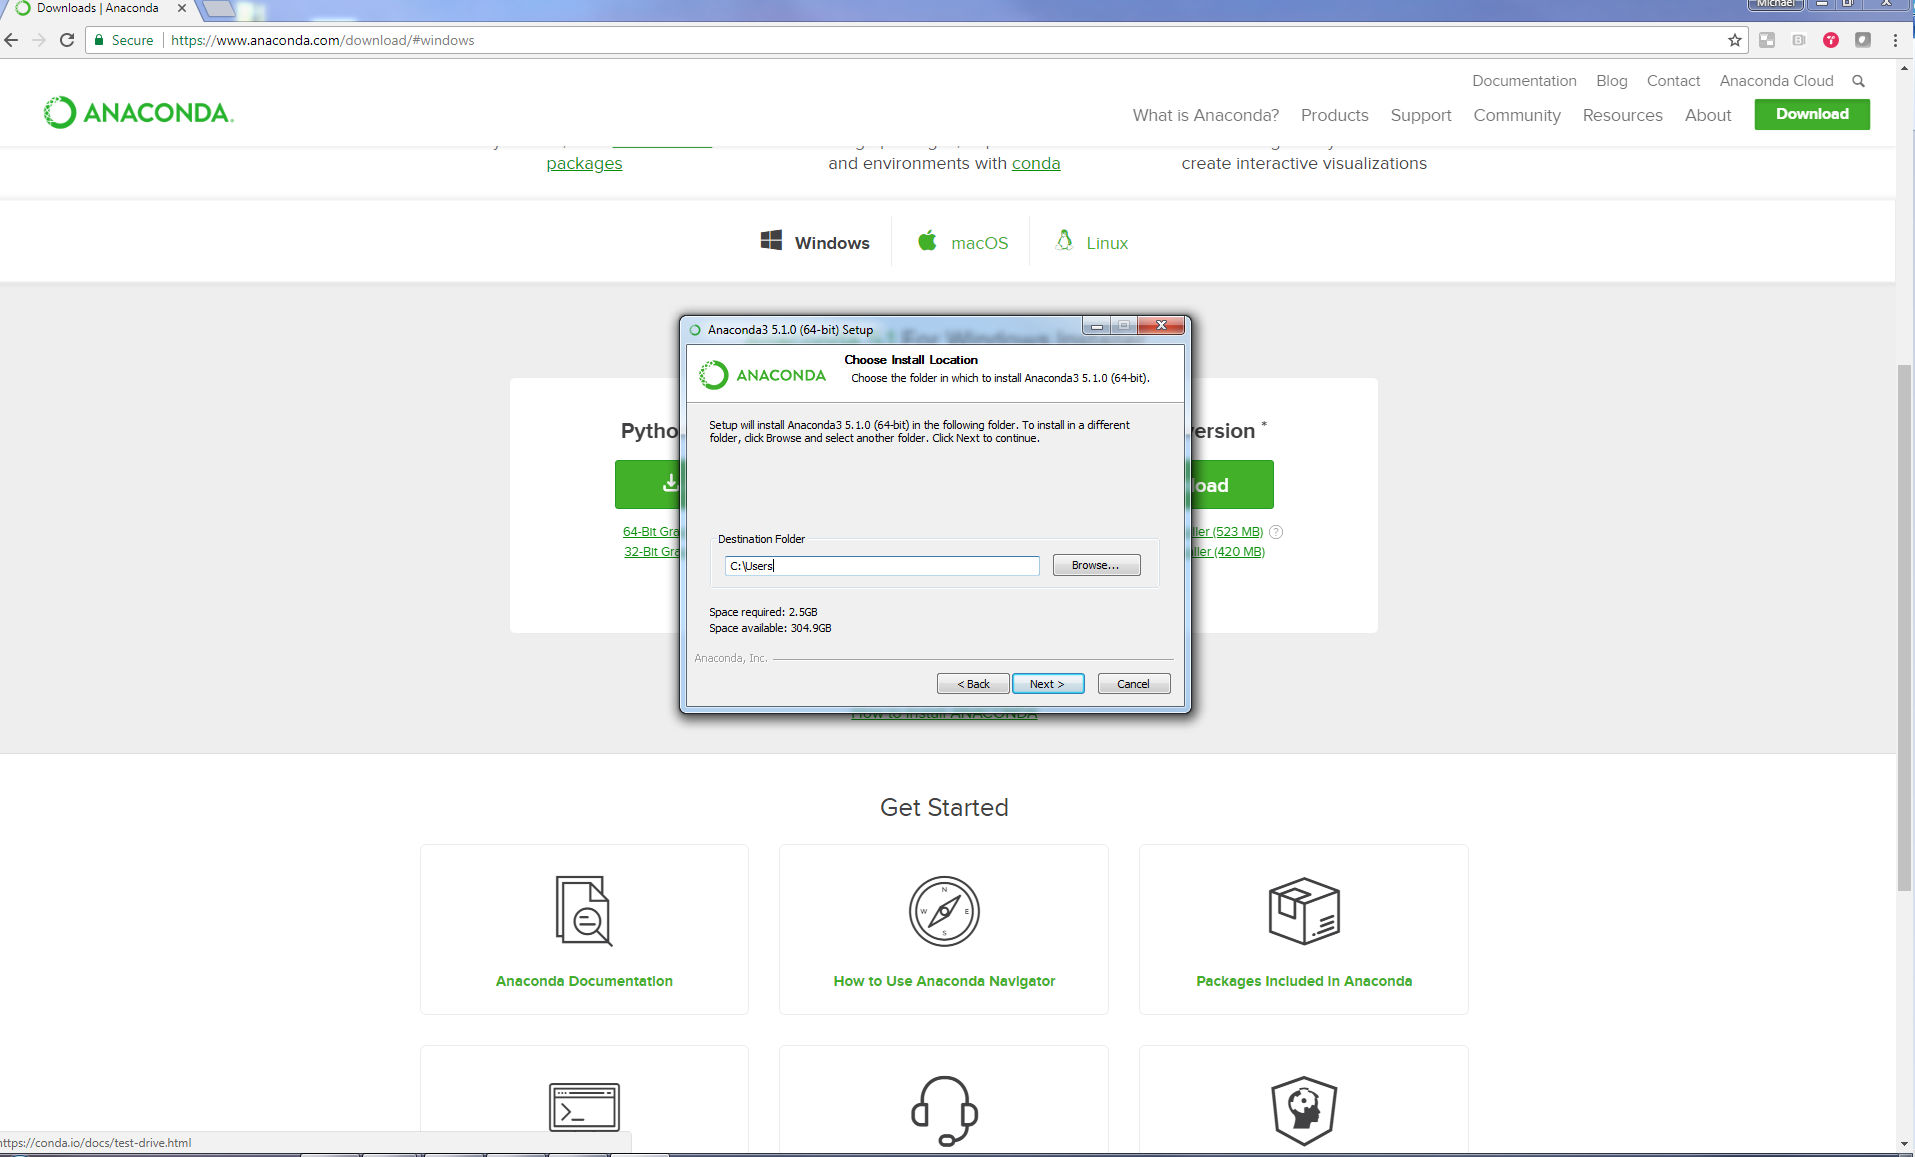 Downloads | Anaconda
Michael
Secure
https://www.anaconda.com/download/#windows
Documentation Blog Contact Anaconda Cloud
ANACONDA.
What is Anaconda? Products Support Community Resources About Download
packages
and environments with conda
create interactive visualizations
Windows macOS Linux
Anaconda3 5.1.0 (64-bit) Setup
For Windows Installer
Choose Install Location
ANACONDA
Choose the folder in which to install Anaconda3 5.1.0 (64-bit).
Setup will install Anaconda3 5.1.0 (64-bit) in the following folder. To install in a different
folder, click Browse and select another folder. Click Next to continue.
Pytho
ersion *
load
64-Bit Gra
ller (523 MB) ?
32-Bit Gra
ller (420 MB)
Destination Folder
C:\Users
Browse...
Space required: 2.5GB
Space available: 304.9GB
Anaconda, Inc.
< Back Next > Cancel
How to Install ANACONDA
Get Started
N
W E
S
Anaconda Documentation
How to Use Anaconda Navigator
Packages Included in Anaconda
>_
https://conda.io/docs/test-drive.html